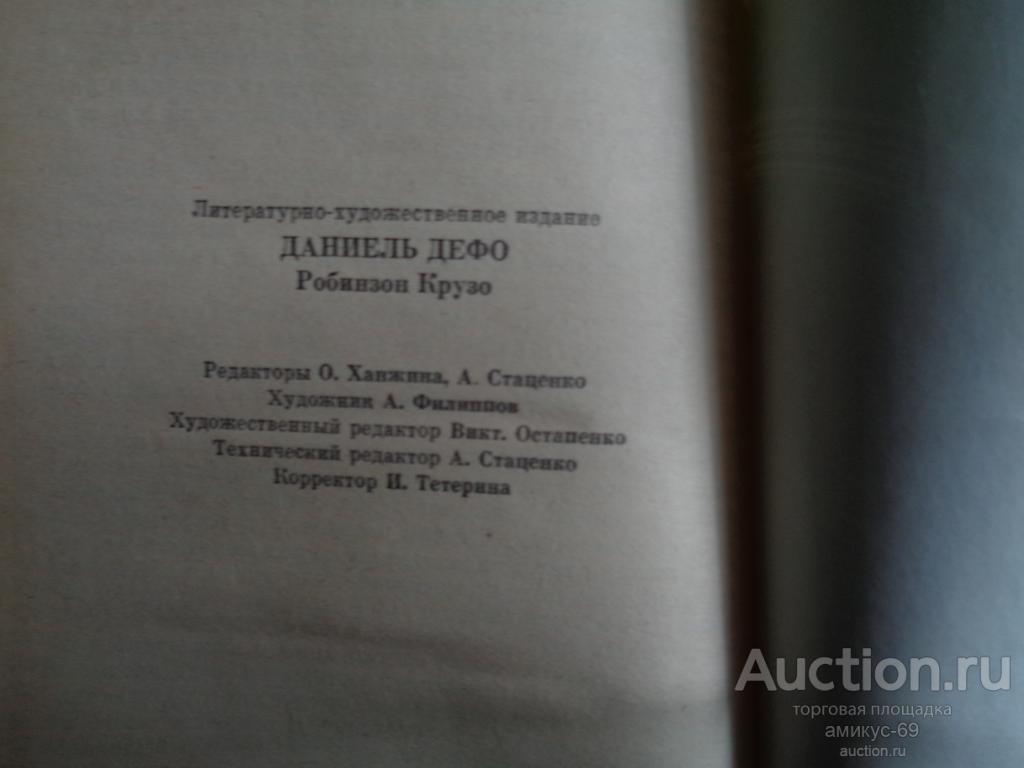 Литературно-художественное издание
ДАНИЕЛЬ ДЕФО
Робинзон Крузо
Редакторы О. Ханжина, А. Стаценко
Художник А. Филиппов
Художественный редактор Викт. Остапенко
Технический редактор А. Стаценко
Корректор И. Тетерина
Auction.ru
торговая площадка
амикус-69
auction.ru